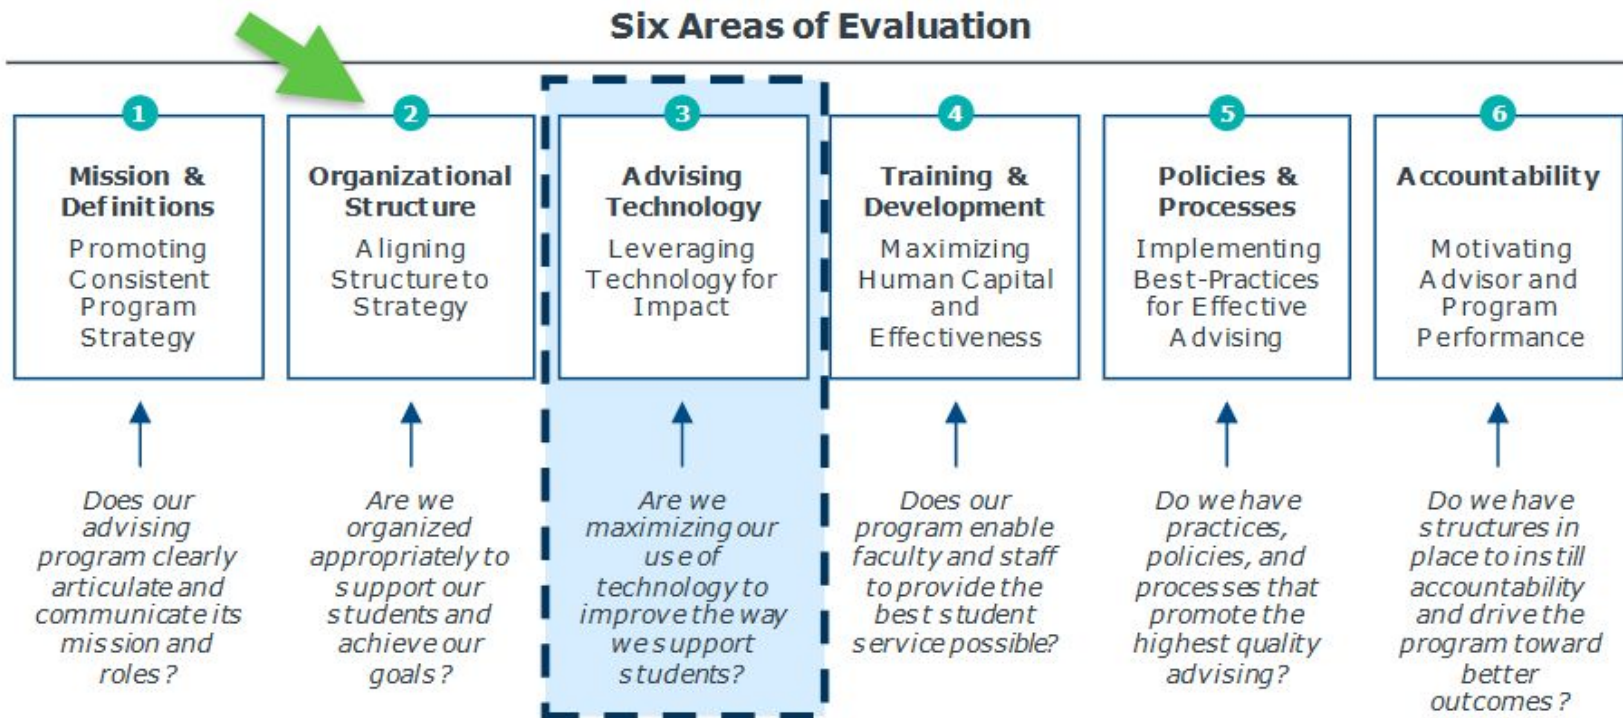 Six Areas of Evaluation
1
Mission &
Definitions
Promoting
Consistent
Program
Strategy
Does our
advising
program clearly
articulate and
communicate its
mission and
roles?
2
Organizational
Structure
Aligning
Structure to
Strategy
Are we
organized
appropriately to
support our
students and
achieve our
goals?
3
Advising
Technology
Leveraging
Technology for
Impact
Are we
maximizing our
use of
technology to
improve the way
we support
students?
4
Training &
Development
Maximizing
Human Capital
and
Effectiveness
Does our
program enable
faculty and staff
to provide the
best student
service possible?
5
Policies &
Processes
Implementing
Best-Practices
for Effective
Advising
Do we have
practices,
policies, and
processes that
promote the
highest quality
advising?
6
Accountability
Motivating
Advisor and
Program
Performance
Do we have
structures in
place to instill
accountability
and drive the
program toward
better
outcomes?